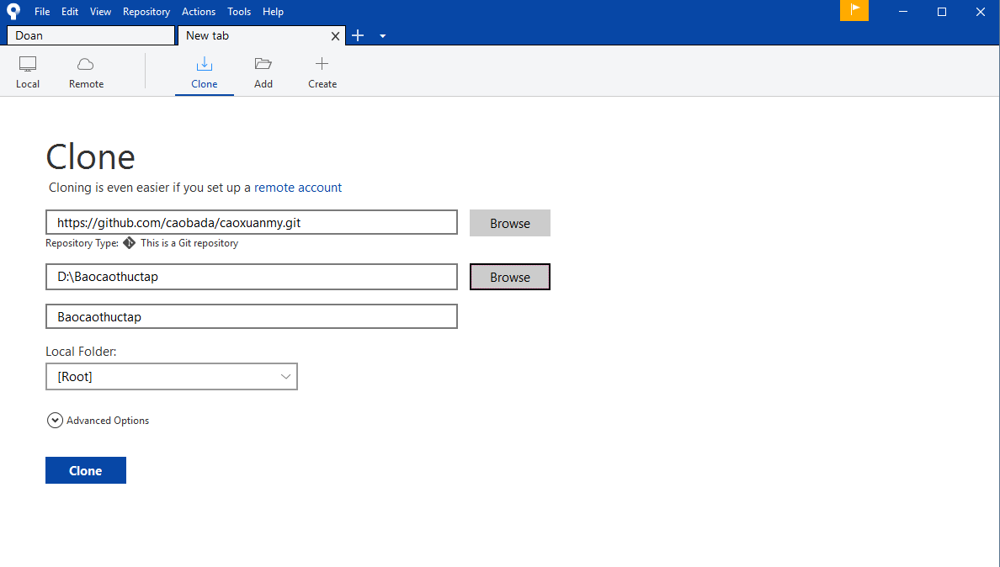 File Edit View Repository Actions Tools Help
Doan New tab
Local Remote Clone Add Create
Clone
Cloning is even easier if you set up a remote account
https://github.com/caobada/caoxuanmy.git Browse
Repository Type: This is a Git repository
D:\Baocaothuctap Browse
Baocaothuctap
Local Folder:
[Root]
Advanced Options
Clone